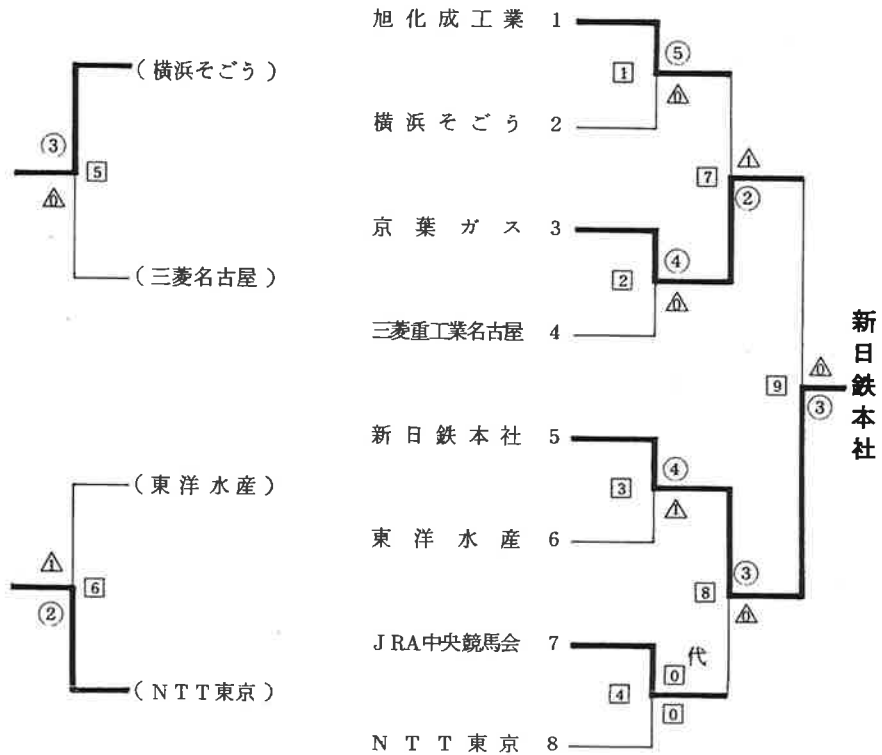 旭化成工業 1
⑤
1
0
横浜そごう 2
7
1
②
京葉ガス 3
④
2
0
三菱重工業名古屋 4
9
0
③
新日鉄本社
新日鉄本社 5
④
3
1
東洋水産 6
8
③
0
JRA中央競馬会 7
代
4
0
0
NTT東京 8
(横浜そごう)
③
5
0
(三菱名古屋)
(東洋水産)
1
6
②
(NTT東京)